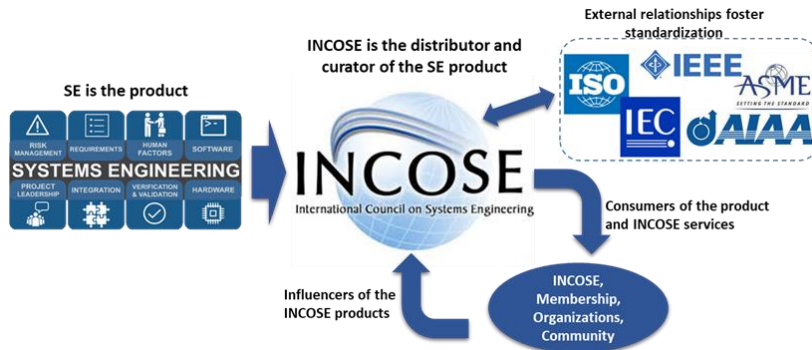 External relationships foster
standardization
INCOSE is the distributor and
curator of the SE product
SE is the product
ISO
IEEE
ASME
SETTING THE STANDARD
IEC
AIAA
RISK
MANAGEMENT
REQUIREMENTS
HUMAN
FACTORS
SOFTWARE
SYSTEMS ENGINEERING
PROJECT
LEADERSHIP
INTEGRATION
VERIFICATION
& VALIDATION
HARDWARE
INCOSE
International Council on Systems Engineering
Consumers of the product
and INCOSE services
Influencers of the
INCOSE products
INCOSE,
Membership,
Organizations,
Community